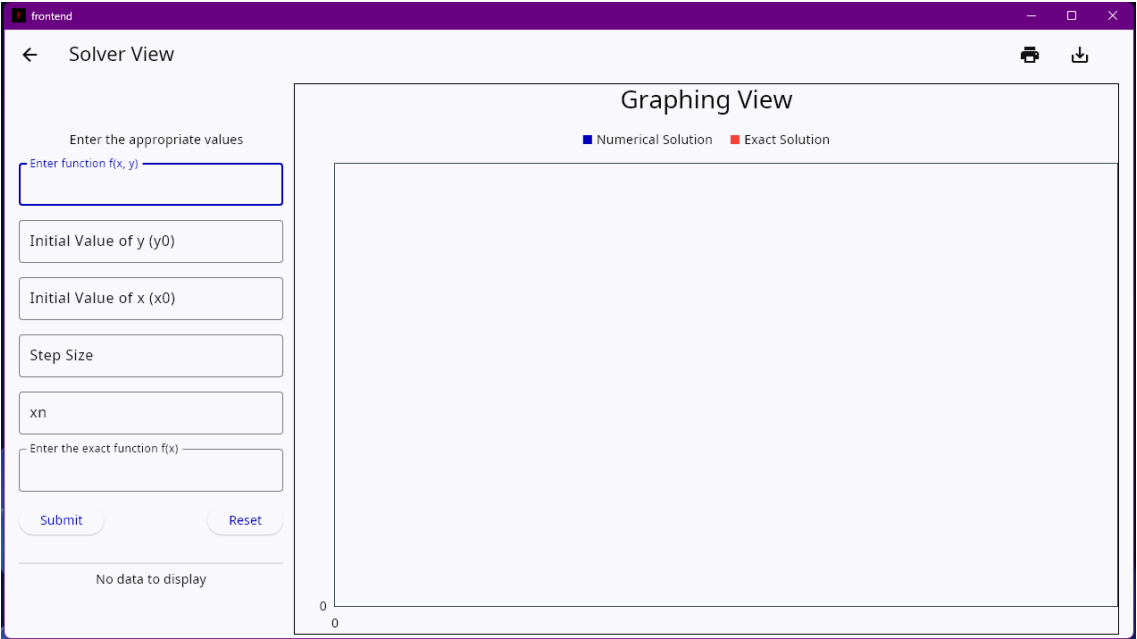 frontend
Solver View
Enter the appropriate values
Enter function f(x, y)
Initial Value of y (y0)
Initial Value of x (x0)
Step Size
xn
Enter the exact function f(x)
Submit
Reset
No data to display
Graphing View
Numerical Solution
Exact Solution
0
0